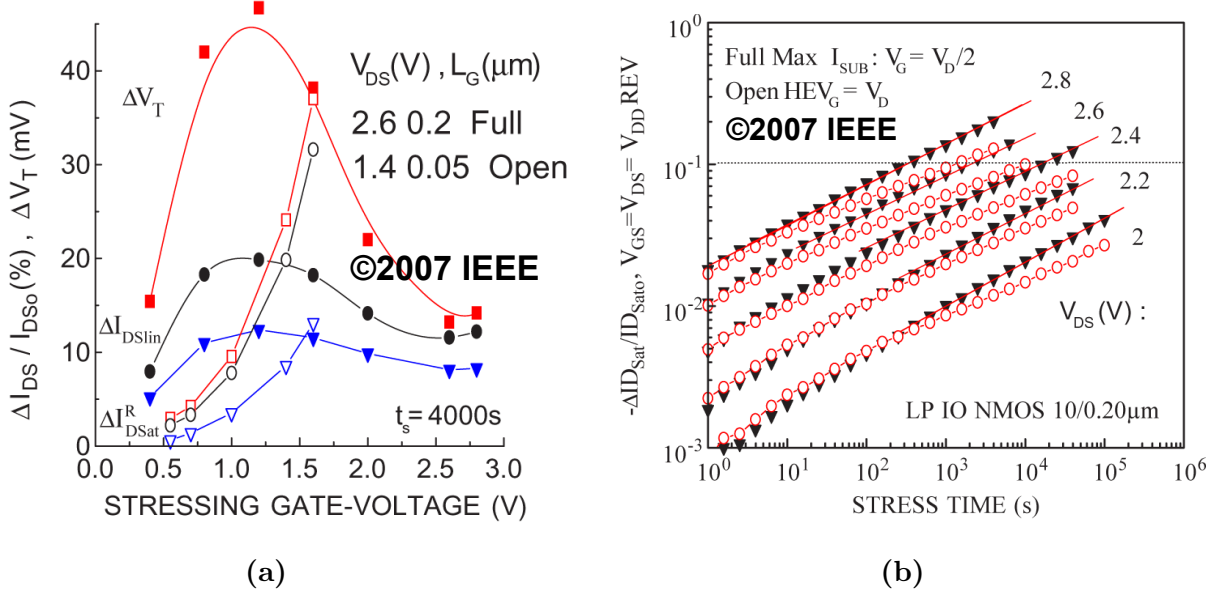 ΔI_DS / I_DSo (%) , ΔV_T (mV)
40
30
20
10
0
ΔV_T
V_DS(V) , L_G(μm)
2.6 0.2 Full
1.4 0.05 Open
©2007 IEEE
ΔI_DSlin
ΔI^R_DSat
t_s = 4000s
0.0 0.5 1.0 1.5 2.0 2.5 3.0
STRESSING GATE-VOLTAGE (V)
(a)
-ΔID_Sat/ID_Sato, V_GS=V_DS= V_DD REV
10^0
10^-1
10^-2
10^-3
Full Max I_SUB: V_G= V_D/2
Open HEV_G= V_D
©2007 IEEE
2.8
2.6
2.4
2.2
2
V_DS(V) :
LP IO NMOS 10/0.20μm
10^0 10^1 10^2 10^3 10^4 10^5 10^6
STRESS TIME (s)
(b)